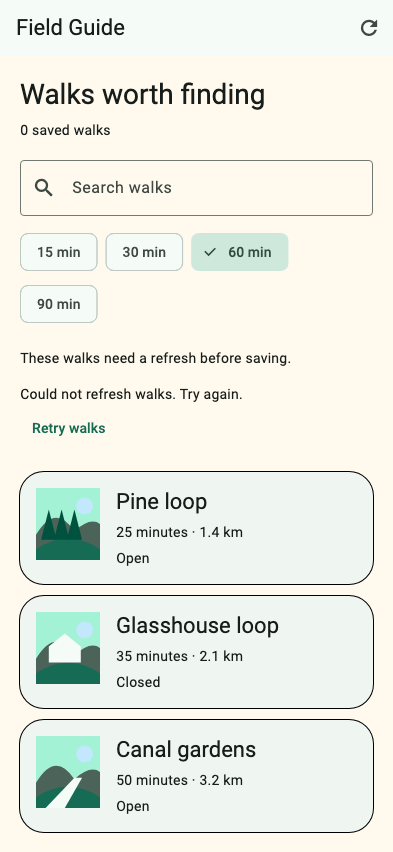 Field Guide
Walks worth finding
0 saved walks
Search walks
15 min
30 min
60 min
90 min
These walks need a refresh before saving.
Could not refresh walks. Try again.
Retry walks
Pine loop
25 minutes · 1.4 km
Open
Glasshouse loop
35 minutes · 2.1 km
Closed
Canal gardens
50 minutes · 3.2 km
Open